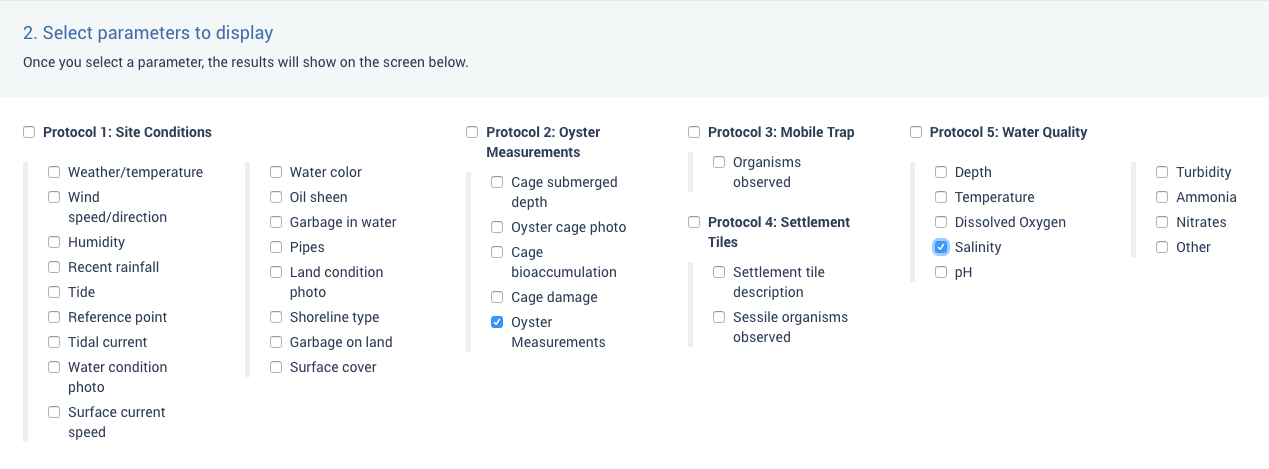 2. Select parameters to display
Once you select a parameter, the results will show on the screen below.
Protocol 1: Site Conditions
Weather/temperature
Wind
speed/direction
Humidity
Recent rainfall
Tide
Reference point
Tidal current
Water condition
photo
Surface current
speed
Water color
Oil sheen
Garbage in water
Pipes
Land condition
photo
Shoreline type
Garbage on land
Surface cover
Protocol 2: Oyster
Measurements
Cage submerged
depth
Oyster cage photo
Cage
bioaccumulation
Cage damage
Oyster
Measurements
Protocol 3: Mobile Trap
Organisms
observed
Protocol 4: Settlement
Tiles
Settlement tile
description
Sessile organisms
observed
Protocol 5: Water Quality
Depth
Temperature
Dissolved Oxygen
Salinity
pH
Turbidity
Ammonia
Nitrates
Other